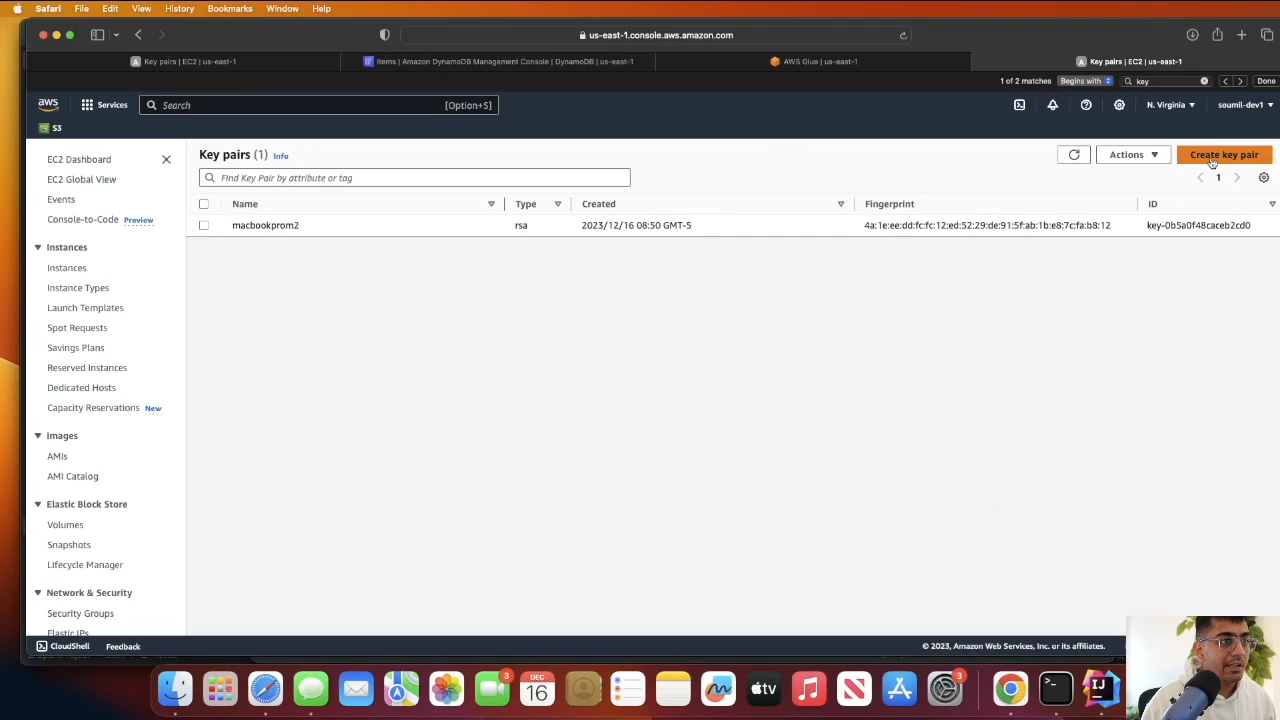 Safari File Edit View History Bookmarks Window Help
us-east-1.console.aws.amazon.com
Key pairs | EC2 | us-east-1
Items | Amazon DynamoDB Management Console | DynamoDB | us-east-1
AWS Glue | us-east-1
Key pairs | EC2 | us-east-1
1 of 2 matches Begins with key Done
aws Services Search [Option+S] N. Virginia soumil-dev1
S3
EC2 Dashboard
EC2 Global View
Events
Console-to-Code Preview
Instances
Instances
Instance Types
Launch Templates
Spot Requests
Savings Plans
Reserved Instances
Dedicated Hosts
Capacity Reservations New
Images
AMIs
AMI Catalog
Elastic Block Store
Volumes
Snapshots
Lifecycle Manager
Network & Security
Security Groups
Elastic IPs
Key pairs (1) Info
Actions Create key pair
Find Key Pair by attribute or tag
1
Name Type Created Fingerprint ID
macbookprom2 rsa 2023/12/16 08:50 GMT-5 4a:1e:ee:dd:fc:fc:12:ed:52:29:de:91:5f:ab:1b:e8:7c:fa:b8:12 key-0b5a0f48caceb2cd0
CloudShell Feedback © 2023, Amazon Web Services, Inc. or its affiliates.
3
DEC
16
tv
3
>_
IJ